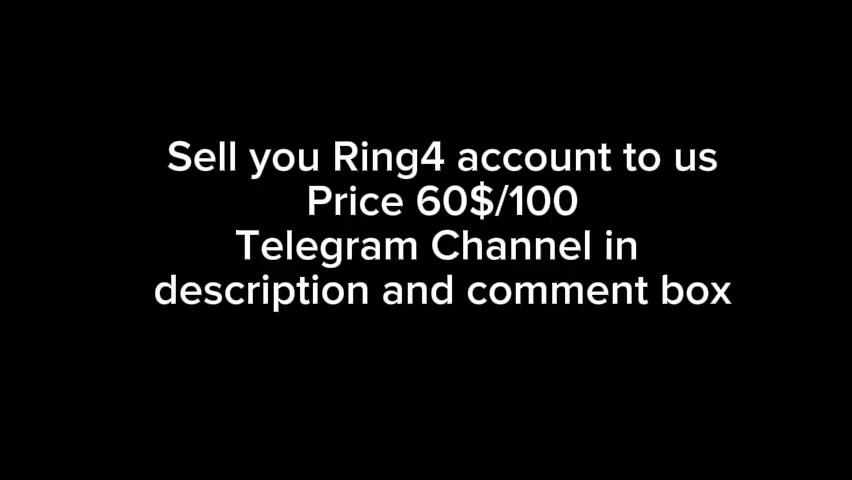 Sell you Ring4 account to us
Price 60$/100
Telegram Channel in
description and comment box